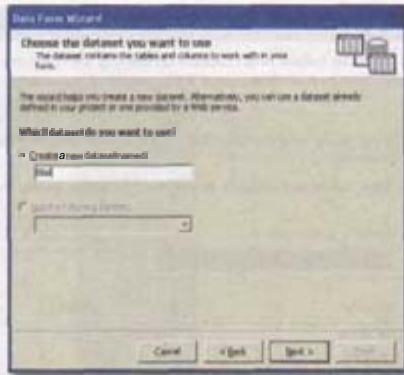 Data Form Wizard
Choose the dataset you want to use
The dataset contains the tables and columns to work with in your
form.
The wizard helps you create a new dataset. Alternatively, you can use a dataset already
defined in your project or one provided by a Web service.
Which dataset do you want to use?
Create a new dataset named:
Cancel
< Back
Next >